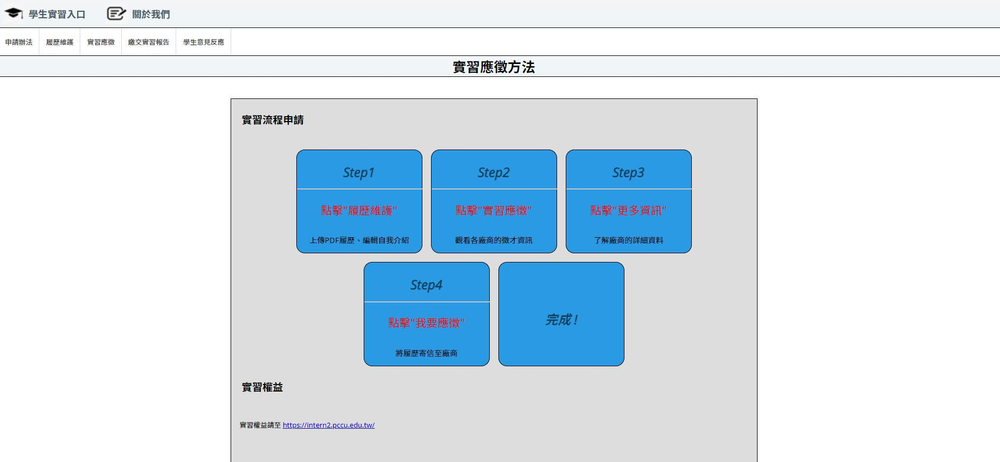 學生實習入口 關於我們
申請辦法 履歷維護 實習應徵 繳交實習報告 學生意見反應
實習應徵方法
實習流程申請
Step1
點擊"履歷維護"
上傳PDF履歷、編輯自我介紹
Step2
點擊"實習應徵"
觀看各廠商的徵才資訊
Step3
點擊"更多資訊"
了解廠商的詳細資料
Step4
點擊"我要應徵"
將履歷寄信至廠商
完成!
實習權益
實習權益請至 https://intern2.pccu.edu.tw/